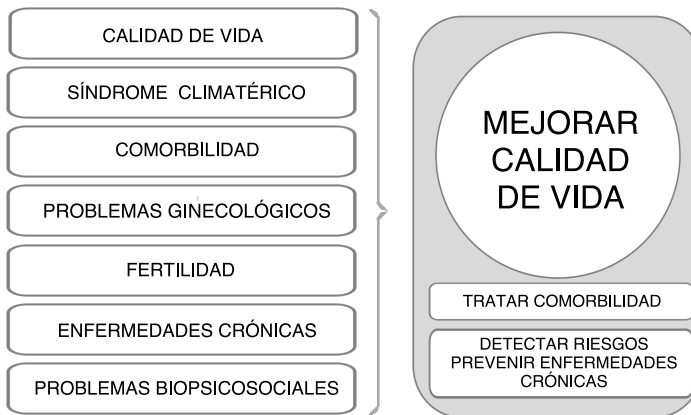 CALIDAD DE VIDA
SÍNDROME CLIMATÉRICO
COMORBILIDAD
PROBLEMAS GINECOLÓGICOS
FERTILIDAD
ENFERMEDADES CRÓNICAS
PROBLEMAS BIOPSICOSOCIALES
MEJORAR
CALIDAD
DE VIDA
TRATAR COMORBILIDAD
DETECTAR RIESGOS
PREVENIR ENFERMEDADES
CRÓNICAS